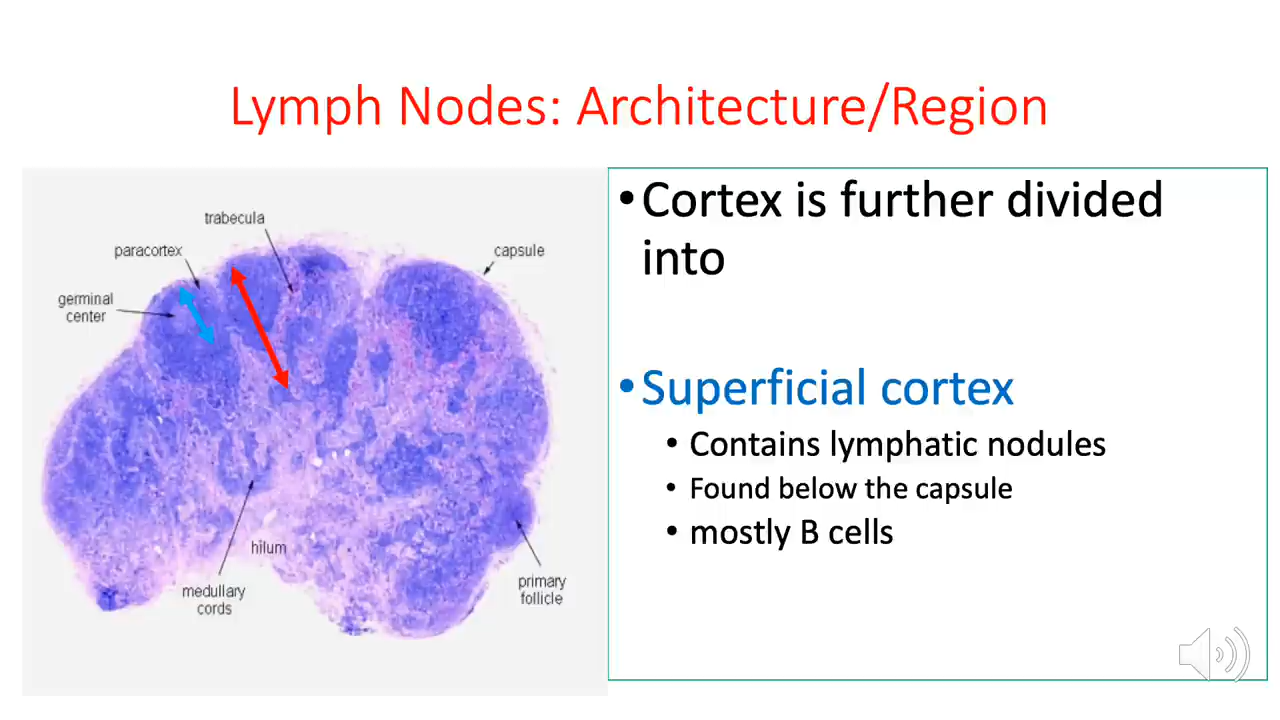 Lymph Nodes: Architecture/Region
trabecula
paracortex
capsule
germinal
center
hilum
medullary
cords
primary
follicle
•Cortex is further divided
into
•Superficial cortex
• Contains lymphatic nodules
• Found below the capsule
• mostly B cells